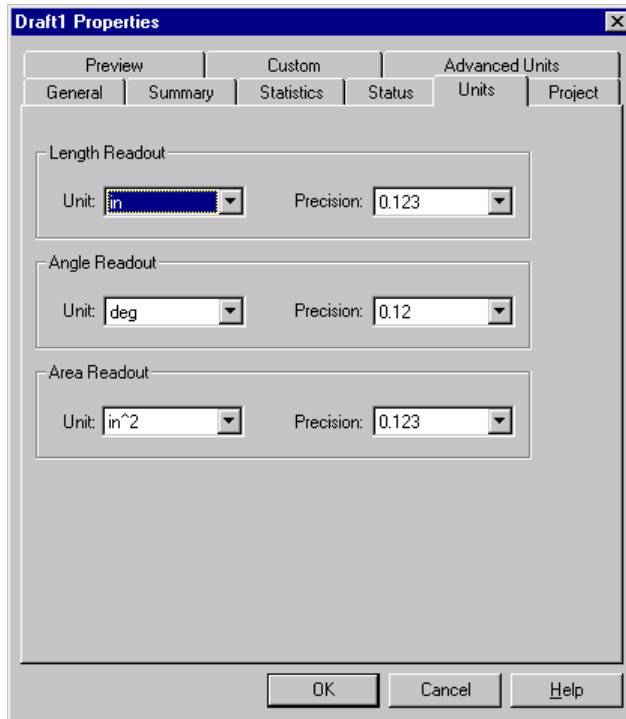 Draft1 Properties
Preview Custom Advanced Units
General Summary Statistics Status Units Project
Length Readout
Unit: in Precision: 0.123
Angle Readout
Unit: deg Precision: 0.12
Area Readout
Unit: in^2 Precision: 0.123
OK Cancel Help